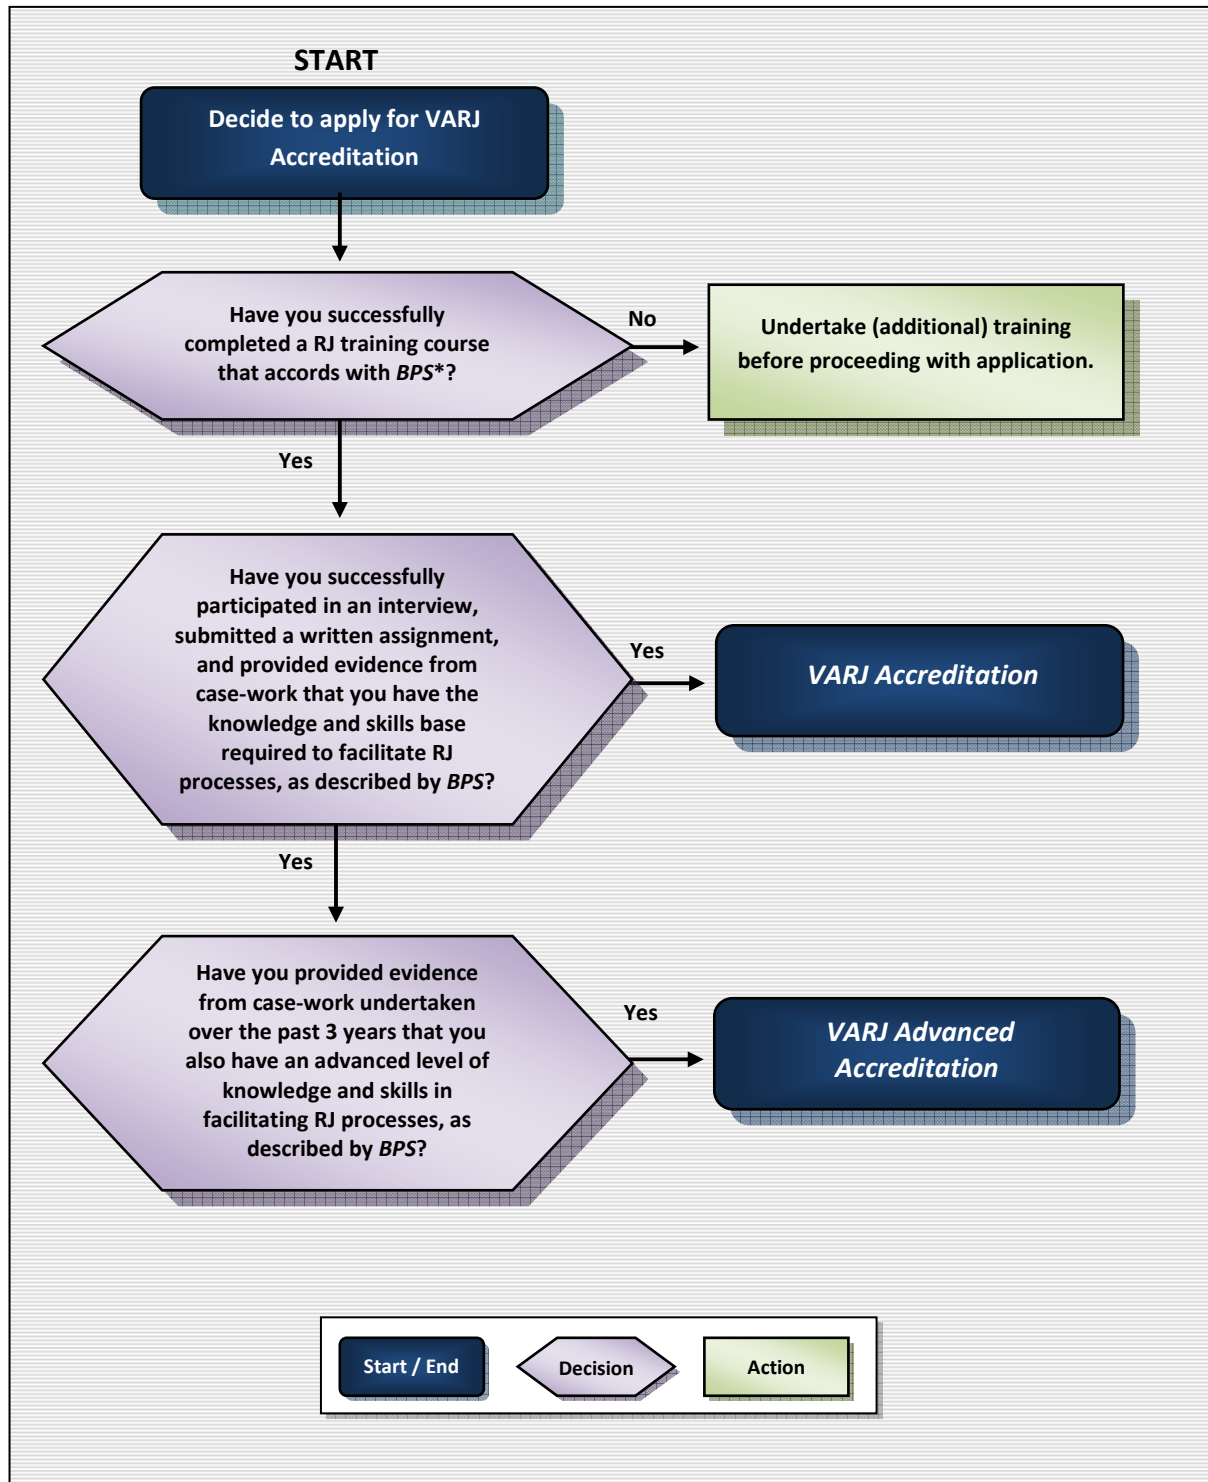 START
Decide to apply for VARJ
Accreditation
Have you successfully
completed a RJ training course
that accords with BPS*?
No
Undertake (additional) training
before proceeding with application.
Yes
Have you successfully
participated in an interview,
submitted a written assignment,
and provided evidence from
case-work that you have the
knowledge and skills base
required to facilitate RJ
processes, as described by BPS?
Yes
VARJ Accreditation
Yes
Have you provided evidence
from case-work undertaken
over the past 3 years that you
also have an advanced level of
knowledge and skills in
facilitating RJ processes, as
described by BPS?
Yes
VARJ Advanced
Accreditation
Start / End
Decision
Action